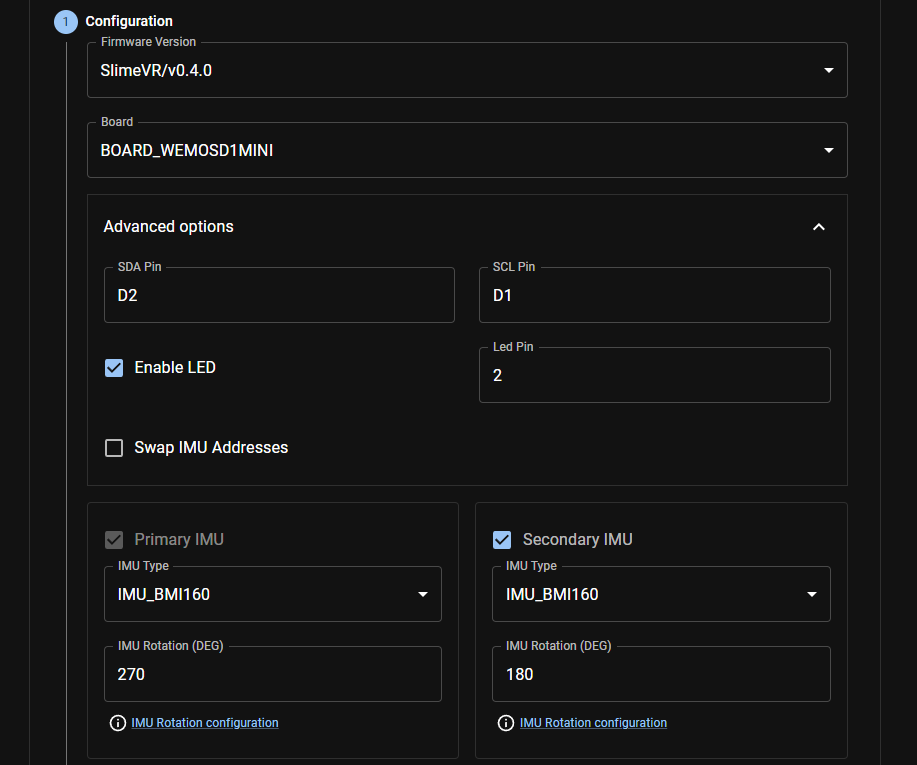 1 Configuration
Firmware Version
SlimeVR/v0.4.0
Board
BOARD_WEMOSD1MINI
Advanced options
SDA Pin
D2
SCL Pin
D1
Enable LED
Led Pin
2
Swap IMU Addresses
Primary IMU
IMU Type
IMU_BMI160
IMU Rotation (DEG)
270
IMU Rotation configuration
Secondary IMU
IMU Type
IMU_BMI160
IMU Rotation (DEG)
180
IMU Rotation configuration